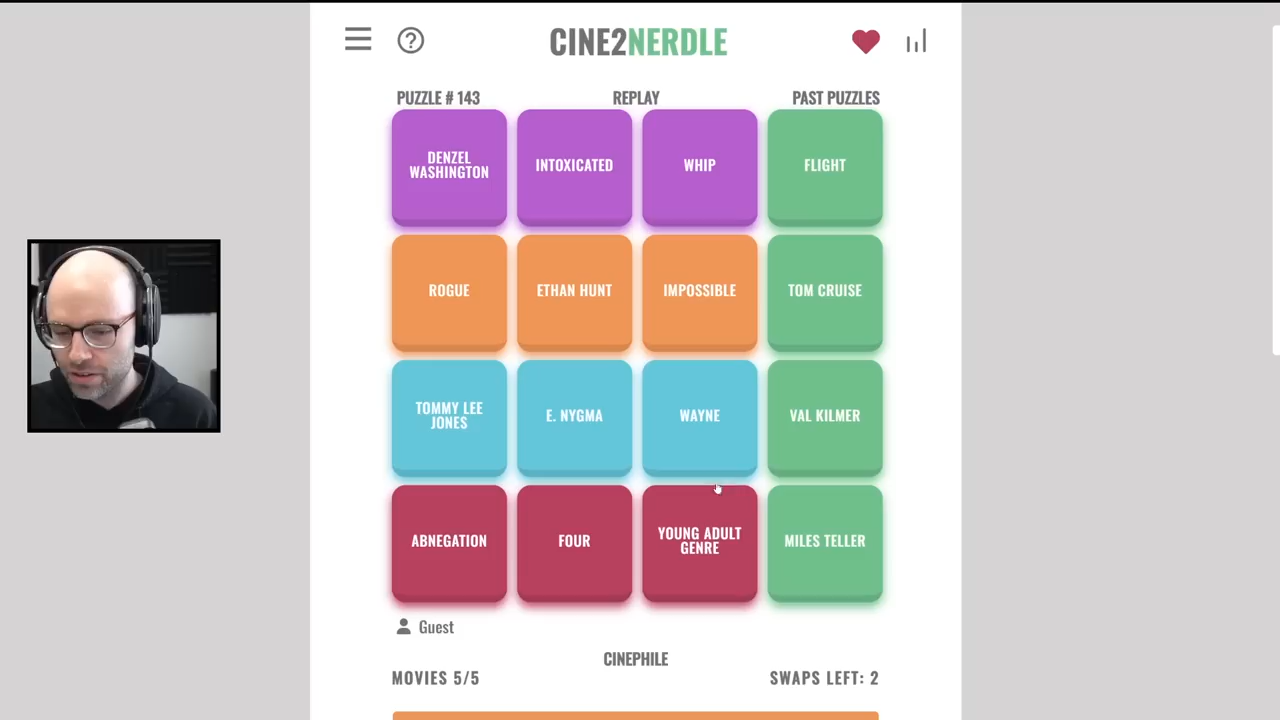 CINE2NERDLE
PUZZLE # 143
REPLAY
PAST PUZZLES
DENZEL
WASHINGTON
INTOXICATED
WHIP
FLIGHT
ROGUE
ETHAN HUNT
IMPOSSIBLE
TOM CRUISE
TOMMY LEE
JONES
E. NYGMA
WAYNE
VAL KILMER
ABNEGATION
FOUR
YOUNG ADULT
GENRE
MILES TELLER
Guest
CINEPHILE
MOVIES 5/5
SWAPS LEFT: 2